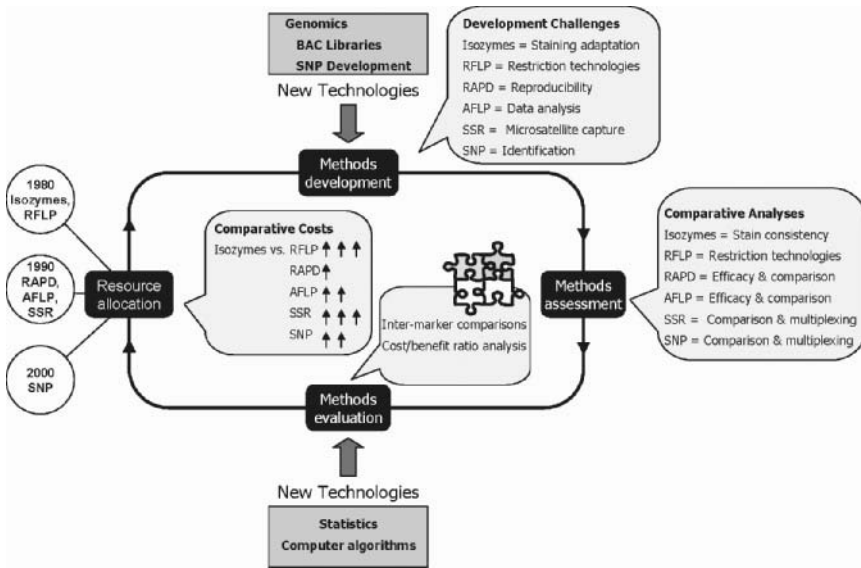 Genomics
BAC Libraries
SNP Development
New Technologies
Development Challenges
Isozymes = Staining adaptation
RFLP = Restriction technologies
RAPD = Reproducibility
AFLP = Data analysis
SSR = Microsatellite capture
SNP = Identification
Methods
development
1980
Isozymes,
RFLP
1990
RAPD,
AFLP,
SSR
2000
SNP
Resource
allocation
Comparative Costs
Isozymes vs. RFLP ↑ ↑ ↑
RAPD ↑
AFLP ↑ ↑
SSR ↑ ↑ ↑
SNP ↑ ↑
Inter-marker comparisons
Cost/benefit ratio analysis
Methods
assessment
Comparative Analyses
Isozymes = Stain consistency
RFLP = Restriction technologies
RAPD = Efficacy & comparison
AFLP = Efficacy & comparison
SSR = Comparison & multiplexing
SNP = Comparison & multiplexing
Methods
evaluation
New Technologies
Statistics
Computer algorithms